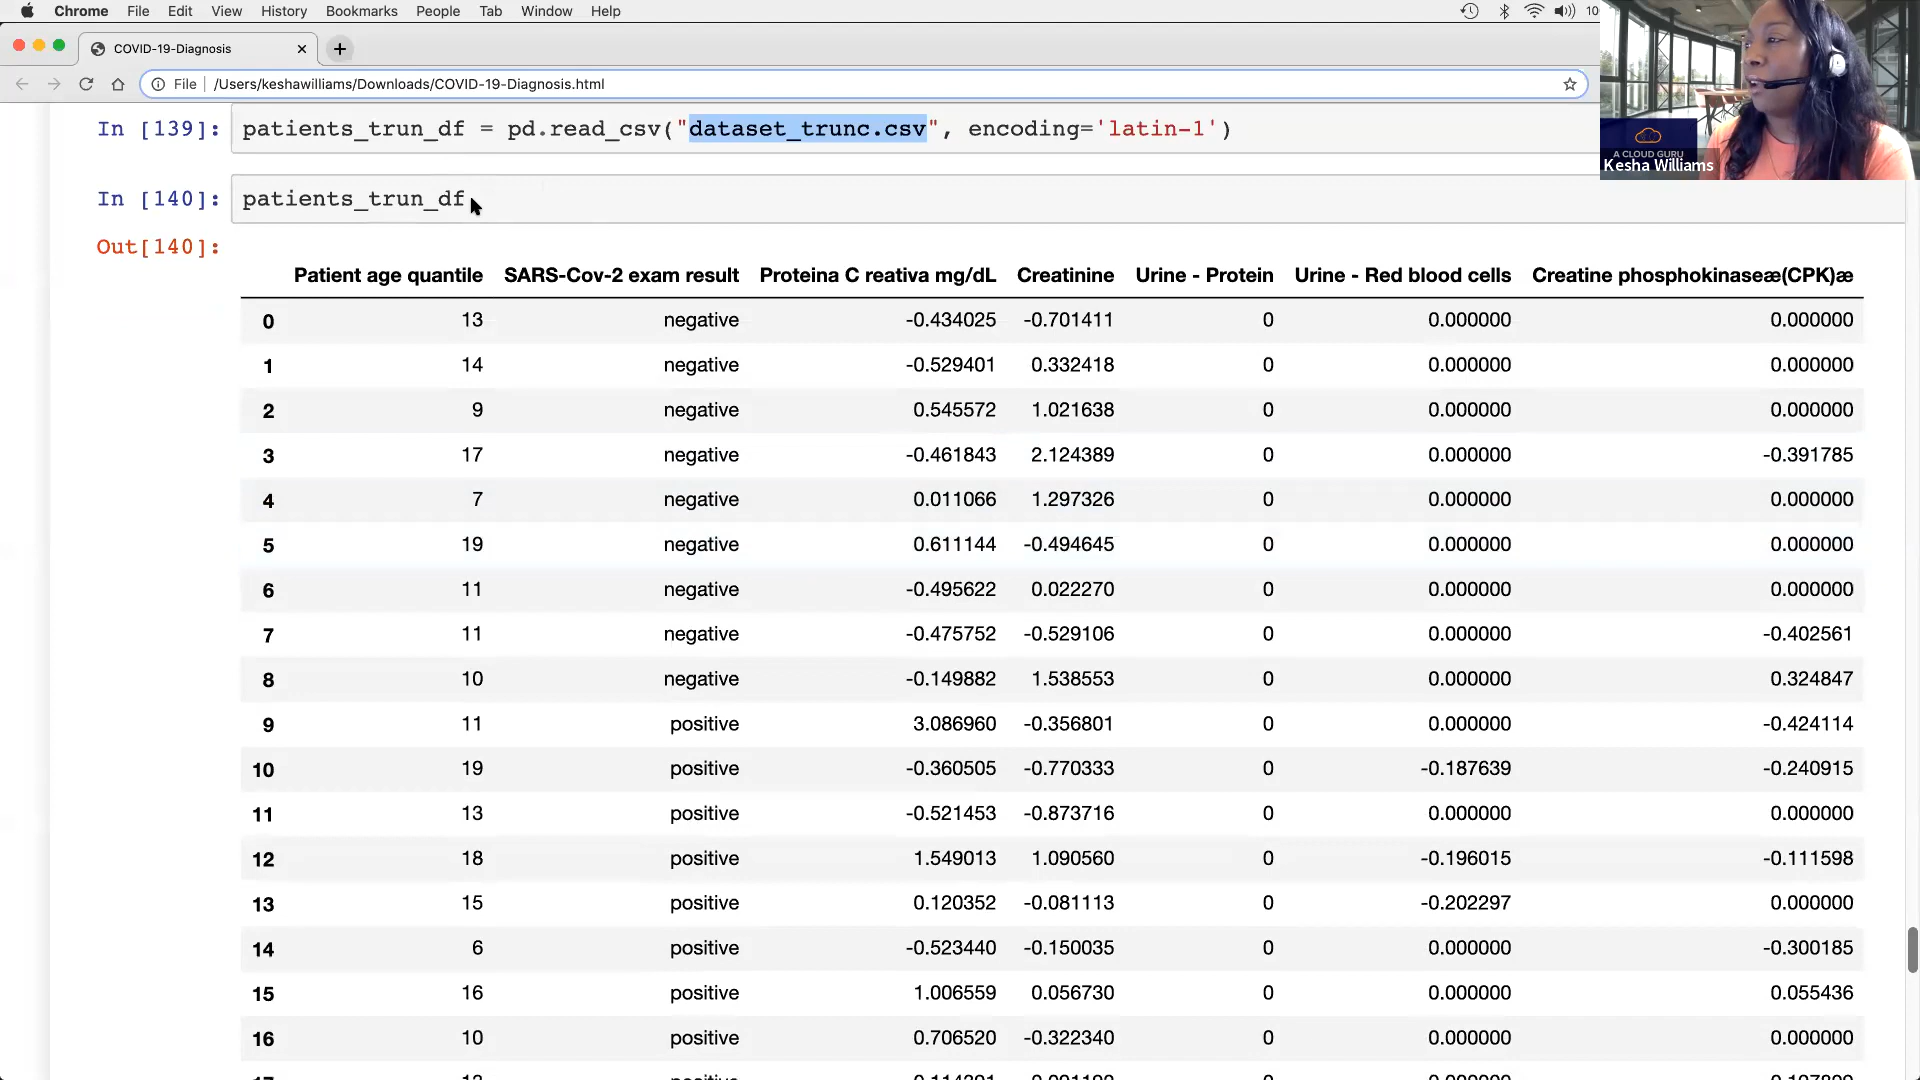 Chrome File Edit View History Bookmarks People Tab Window Help 10
COVID-19-Diagnosis
File /Users/keshawilliams/Downloads/COVID-19-Diagnosis.html
A CLOUD GURU
Kesha Williams
In [139]: patients_trun_df = pd.read_csv("dataset_trunc.csv", encoding='latin-1')
In [140]: patients_trun_df
Out[140]:
Patient age quantile SARS-Cov-2 exam result Proteina C reativa mg/dL Creatinine Urine - Protein Urine - Red blood cells Creatine phosphokinaseæ(CPK)æ
0 13 negative -0.434025 -0.701411 0 0.000000 0.000000
1 14 negative -0.529401 0.332418 0 0.000000 0.000000
2 9 negative 0.545572 1.021638 0 0.000000 0.000000
3 17 negative -0.461843 2.124389 0 0.000000 -0.391785
4 7 negative 0.011066 1.297326 0 0.000000 0.000000
5 19 negative 0.611144 -0.494645 0 0.000000 0.000000
6 11 negative -0.495622 0.022270 0 0.000000 0.000000
7 11 negative -0.475752 -0.529106 0 0.000000 -0.402561
8 10 negative -0.149882 1.538553 0 0.000000 0.324847
9 11 positive 3.086960 -0.356801 0 0.000000 -0.424114
10 19 positive -0.360505 -0.770333 0 -0.187639 -0.240915
11 13 positive -0.521453 -0.873716 0 0.000000 0.000000
12 18 positive 1.549013 1.090560 0 -0.196015 -0.111598
13 15 positive 0.120352 -0.081113 0 -0.202297 0.000000
14 6 positive -0.523440 -0.150035 0 0.000000 -0.300185
15 16 positive 1.006559 0.056730 0 0.000000 0.055436
16 10 positive 0.706520 -0.322340 0 0.000000 0.000000